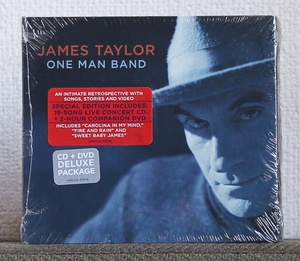 JAMES TAYLOR
ONE MAN BAND
AN INTIMATE RETROSPECTIVE WITH
SONGS, STORIES AND VIDEO
SPECIAL EDITION INCLUDES:
19-SONG LIVE CONCERT CD
+ 2-HOUR COMPANION DVD
INCLUDES "CAROLINA IN MY MIND,"
"FIRE AND RAIN" AND
"SWEET BABY JAMES"
CD + DVD
DELUXE
PACKAGE